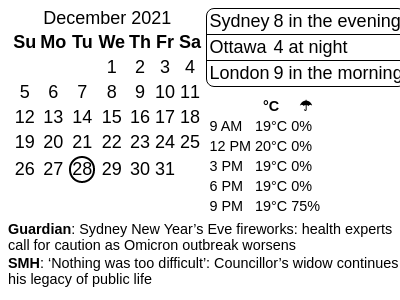 December 2021
Su Mo Tu We Th Fr Sa
1 2 3 4
5 6 7 8 9 10 11
12 13 14 15 16 17 18
19 20 21 22 23 24 25
26 27 28 29 30 31
Sydney 8 in the evening
Ottawa 4 at night
London 9 in the morning
°C ☂
9 AM 19°C 0%
12 PM 20°C 0%
3 PM 19°C 0%
6 PM 19°C 0%
9 PM 19°C 75%
Guardian: Sydney New Year’s Eve fireworks: health experts
call for caution as Omicron outbreak worsens
SMH: ‘Nothing was too difficult’: Councillor’s widow continues
his legacy of public life